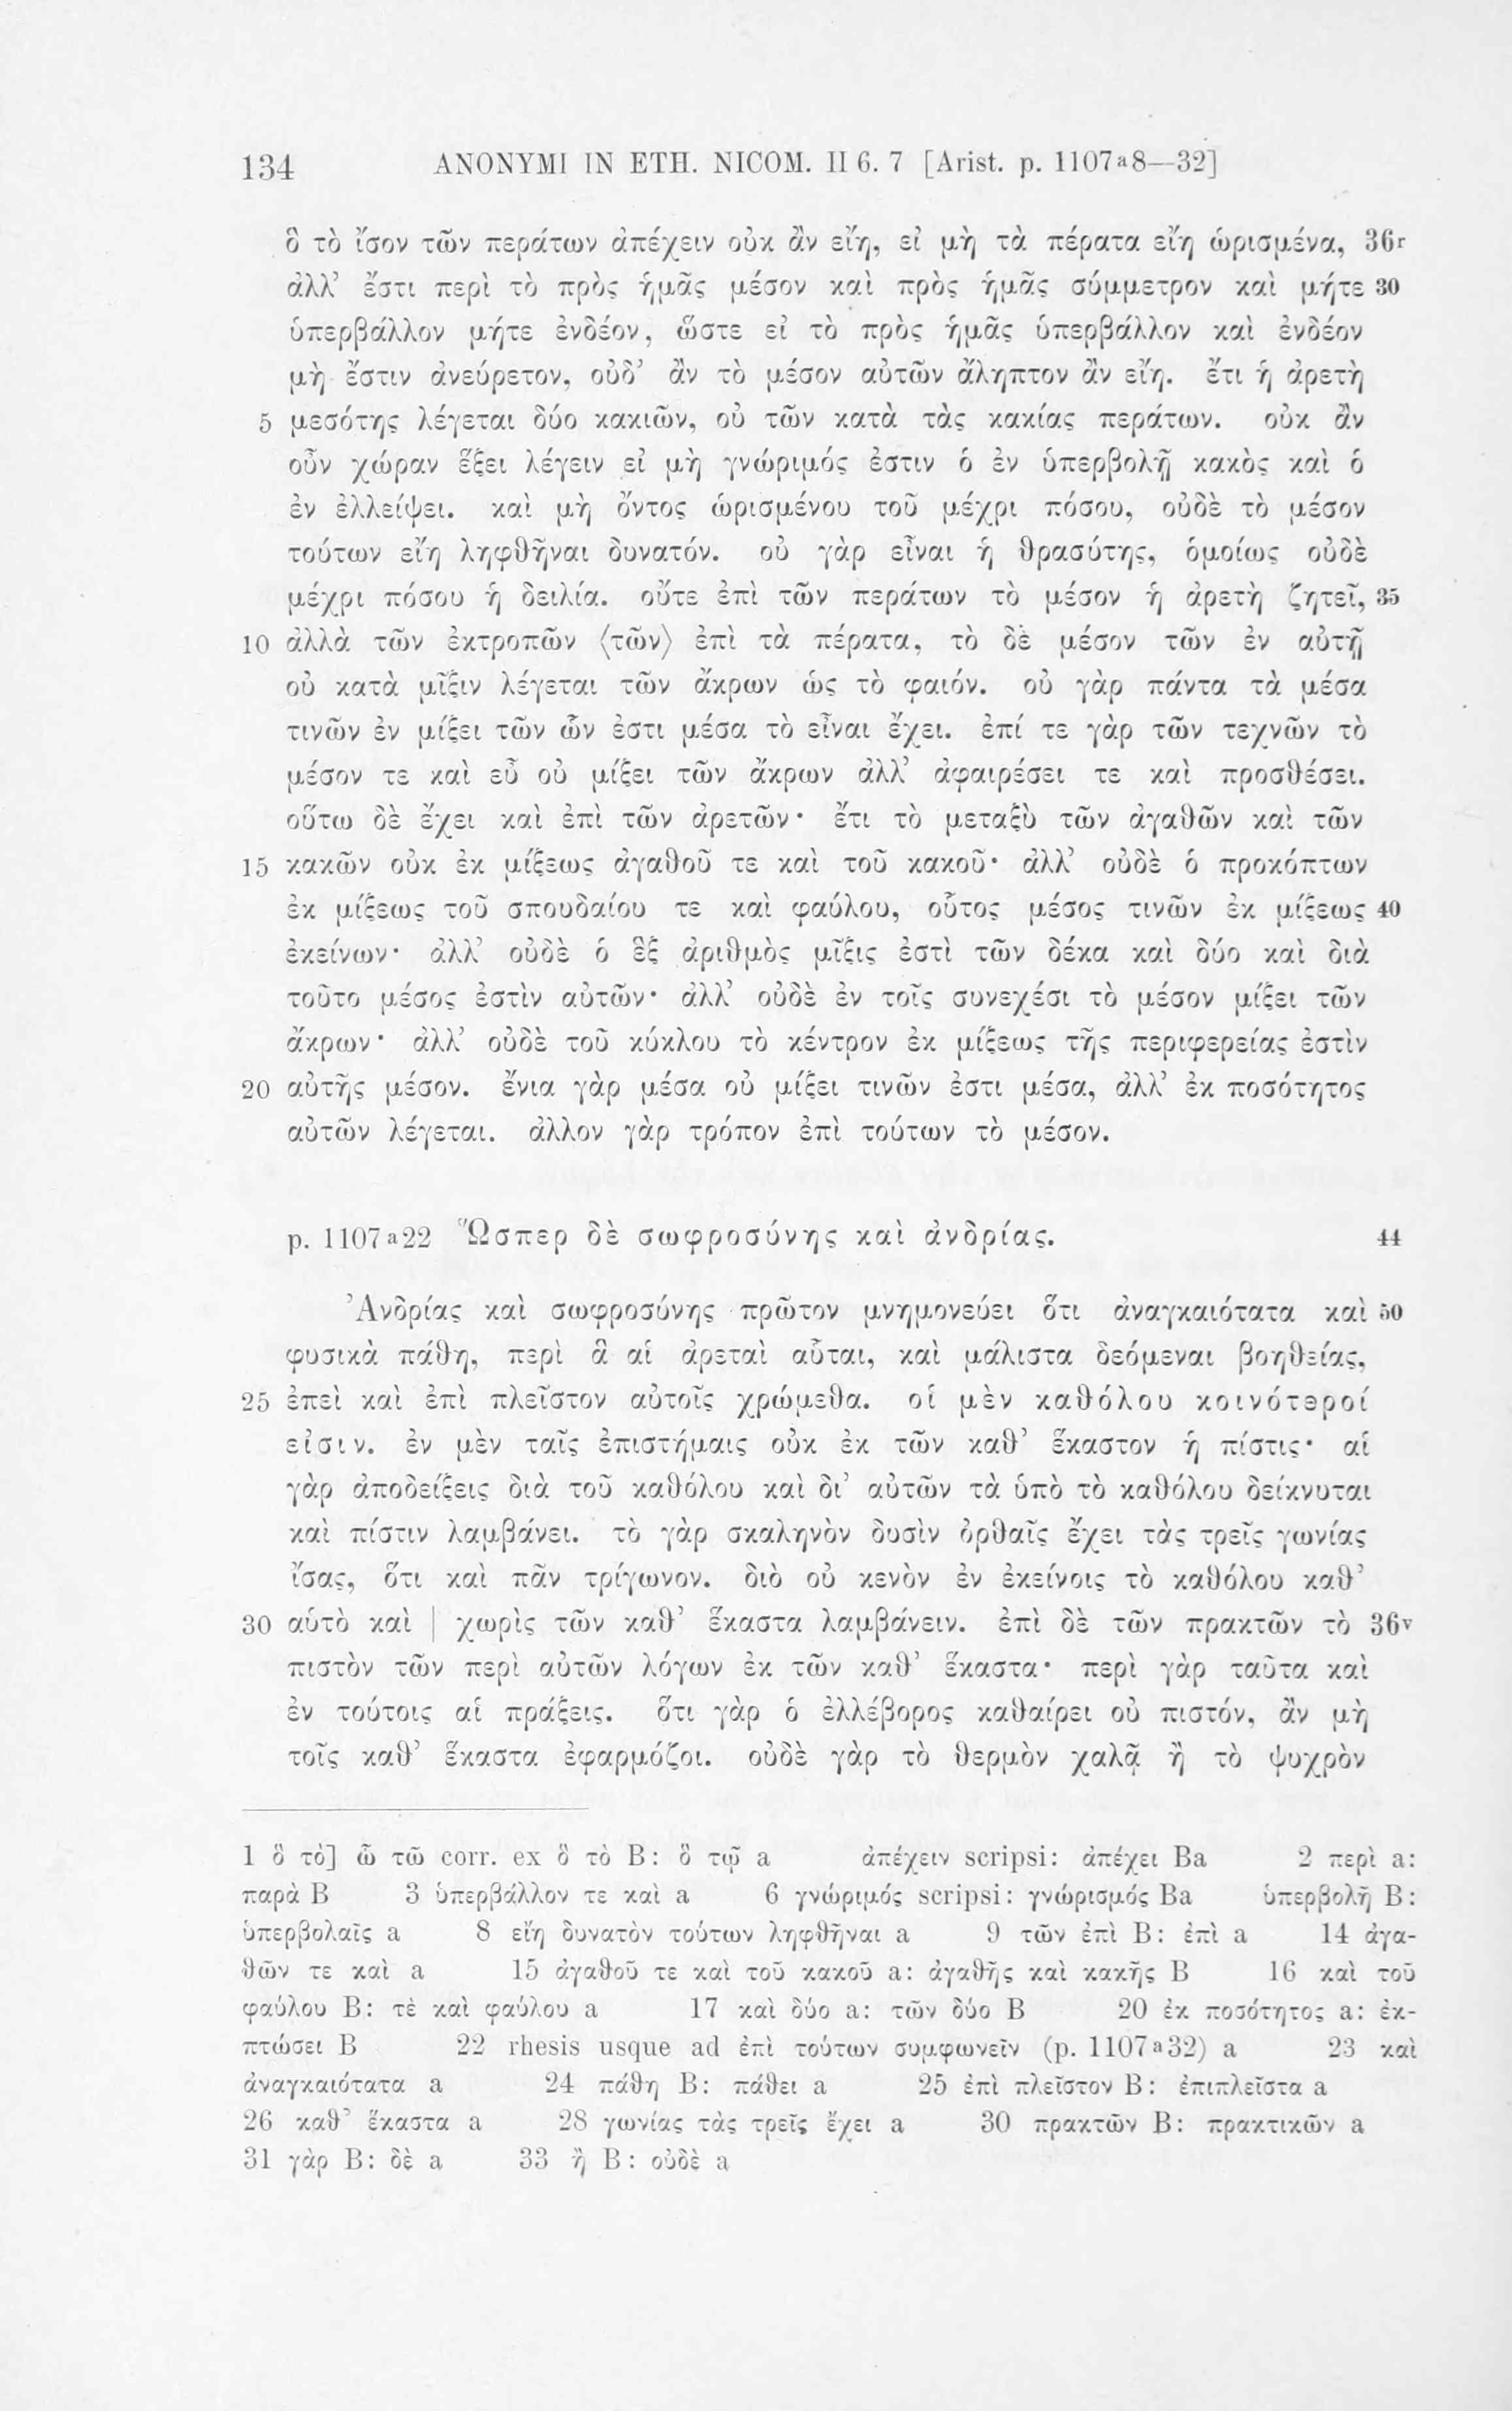 134 ANONYMI IN ETH. NICOM. II 6. 7 [Arist. p. 1107ᵃ8—32]
ὃ τὸ ἴσον τῶν περάτων ἀπέχειν οὐκ ἂν εἴη, εἰ μὴ τὰ πέρατα εἴη ὡρισμένα, 36r
ἀλλ’ ἔστι περὶ τὸ πρὸς ἡμᾶς μέσον καὶ πρὸς ἡμᾶς σύμμετρον καὶ μήτε 30
ὑπερβάλλον μήτε ἐνδέον, ὥστε εἰ τὸ πρὸς ἡμᾶς ὑπερβάλλον καὶ ἐνδέον
μὴ ἔστιν ἀνεύρετον, οὐδ’ ἂν τὸ μέσον αὐτῶν ἄληπτον ἂν εἴη. ἔτι ἡ ἀρετὴ
5 μεσότης λέγεται δύο κακιῶν, οὐ τῶν κατὰ τὰς κακίας περάτων. οὐκ ἂν
οὖν χώραν ἕξει λέγειν εἰ μὴ γνώριμός ἐστιν ὁ ἐν ὑπερβολῇ κακὸς καὶ ὁ
ἐν ἐλλείψει. καὶ μὴ ὄντος ὡρισμένου τοῦ μέχρι πόσου, οὐδὲ τὸ μέσον
τούτων εἴη ληφθῆναι δυνατόν. οὐ γὰρ εἶναι ἡ θρασύτης, ὁμοίως οὐδὲ
μέχρι πόσου ἡ δειλία. οὔτε ἐπὶ τῶν περάτων τὸ μέσον ἡ ἀρετὴ ζητεῖ, 35
10 ἀλλὰ τῶν ἐκτροπῶν ⟨τῶν⟩ ἐπὶ τὰ πέρατα, τὸ δὲ μέσον τῶν ἐν αὐτῇ
οὐ κατὰ μῖξιν λέγεται τῶν ἄκρων ὡς τὸ φαιόν. οὐ γὰρ πάντα τὰ μέσα
τινῶν ἐν μίξει τῶν ὧν ἐστι μέσα τὸ εἶναι ἔχει. ἐπί τε γὰρ τῶν τεχνῶν τὸ
μέσον τε καὶ εὖ οὐ μίξει τῶν ἄκρων ἀλλ’ ἀφαιρέσει τε καὶ προσθέσει.
οὕτω δὲ ἔχει καὶ ἐπὶ τῶν ἀρετῶν· ἔτι τὸ μεταξὺ τῶν ἀγαθῶν καὶ τῶν
15 κακῶν οὐκ ἐκ μίξεως ἀγαθοῦ τε καὶ τοῦ κακοῦ· ἀλλ’ οὐδὲ ὁ προκόπτων
ἐκ μίξεως τοῦ σπουδαίου τε καὶ φαύλου, οὗτος μέσος τινῶν ἐκ μίξεως 40
ἐκείνων· ἀλλ’ οὐδὲ ὁ ἓξ ἀριθμὸς μῖξις ἐστὶ τῶν δέκα καὶ δύο καὶ διὰ
τοῦτο μέσος ἐστὶν αὐτῶν· ἀλλ’ οὐδὲ ἐν τοῖς συνεχέσι τὸ μέσον μίξει τῶν
ἄκρων· ἀλλ’ οὐδὲ τοῦ κύκλου τὸ κέντρον ἐκ μίξεως τῆς περιφερείας ἐστὶν
20 αὐτῆς μέσον. ἔνια γὰρ μέσα οὐ μίξει τινῶν ἐστι μέσα, ἀλλ’ ἐκ ποσότητος
αὐτῶν λέγεται. ἄλλον γὰρ τρόπον ἐπὶ τούτων τὸ μέσον.
p. 1107ᵃ22 Ὥσπερ δὲ σωφροσύνης καὶ ἀνδρίας. 44
Ἀνδρίας καὶ σωφροσύνης πρῶτον μνημονεύει ὅτι ἀναγκαιότατα καὶ 50
φυσικὰ πάθη, περὶ ἃ αἱ ἀρεταὶ αὗται, καὶ μάλιστα δεόμεναι βοηθείας,
25 ἐπεὶ καὶ ἐπὶ πλεῖστον αὐτοῖς χρώμεθα. οἱ μὲν καθόλου κοινότεροί
εἰσιν. ἐν μὲν ταῖς ἐπιστήμαις οὐκ ἐκ τῶν καθ’ ἕκαστον ἡ πίστις· αἱ
γὰρ ἀποδείξεις διὰ τοῦ καθόλου καὶ δι’ αὐτῶν τὰ ὑπὸ τὸ καθόλου δείκνυται
καὶ πίστιν λαμβάνει. τὸ γὰρ σκαληνὸν δυσὶν ὀρθαῖς ἔχει τὰς τρεῖς γωνίας
ἴσας, ὅτι καὶ πᾶν τρίγωνον. διὸ οὐ κενὸν ἐν ἐκείνοις τὸ καθόλου καθ’
30 αὑτὸ καὶ | χωρὶς τῶν καθ’ ἕκαστα λαμβάνειν. ἐπὶ δὲ τῶν πρακτῶν τὸ 36v
πιστὸν τῶν περὶ αὐτῶν λόγων ἐκ τῶν καθ’ ἕκαστα· περὶ γὰρ ταῦτα καὶ
ἐν τούτοις αἱ πράξεις. ὅτι γὰρ ὁ ἐλλέβορος καθαίρει οὐ πιστόν, ἂν μὴ
τοῖς καθ’ ἕκαστα ἐφαρμόζοι. οὐδὲ γὰρ τὸ θερμὸν χαλᾷ ἢ τὸ ψυχρὸν
1 ὃ τὸ] ὧ τῶ corr. ex ὃ τὸ B: ὃ τῷ a ἀπέχειν scripsi: ἀπέχει Ba 2 περὶ a:
παρὰ B 3 ὑπερβάλλον τε καὶ a 6 γνώριμός scripsi: γνώρισμός Ba ὑπερβολῇ B:
ὑπερβολαῖς a 8 εἴη δυνατὸν τούτων ληφθῆναι a 9 τῶν ἐπὶ B: ἐπὶ a 14 ἀγα-
θῶν τε καὶ a 15 ἀγαθοῦ τε καὶ τοῦ κακοῦ a: ἀγαθῆς καὶ κακῆς B 16 καὶ τοῦ
φαύλου B: τὲ καὶ φαύλου a 17 καὶ δύο a: τῶν δύο B 20 ἐκ ποσότητος a: ἐκ-
πτώσει B 22 rhesis usque ad ἐπὶ τούτων συμφωνεῖν (p. 1107ᵃ32) a 23 καὶ
ἀναγκαιότατα a 24 πάθη B: πάθει a 25 ἐπὶ πλεῖστον B: ἐπιπλεῖστα a
26 καθ’ ἕκαστα a 28 γωνίας τὰς τρεῖς ἔχει a 30 πρακτῶν B: πρακτικῶν a
31 γὰρ B: δὲ a 33 ἢ B: οὐδὲ a